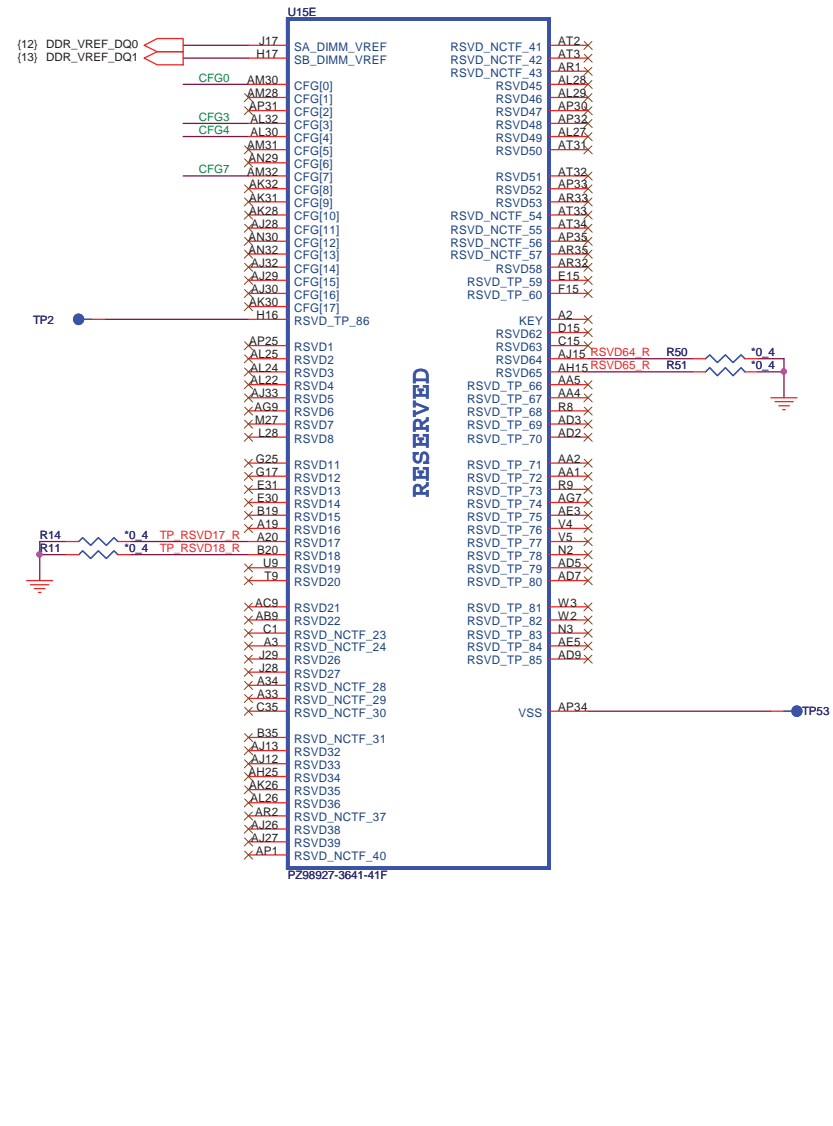 U15E
{12} DDR_VREF_DQ0 J17 SA_DIMM_VREF RSVD_NCTF_41 AT2
{13} DDR_VREF_DQ1 H17 SB_DIMM_VREF RSVD_NCTF_42 AT3
RSVD_NCTF_43 AR1
CFG0 AM30 CFG[0] RSVD45 AL28
AM28 CFG[1] RSVD46 AL29
AP31 CFG[2] RSVD47 AP30
CFG3 AL32 CFG[3] RSVD48 AP32
CFG4 AL30 CFG[4] RSVD49 AL27
AM31 CFG[5] RSVD50 AT31
AN29 CFG[6]
CFG7 AM32 CFG[7] RSVD51 AT32
AK32 CFG[8] RSVD52 AP33
AK31 CFG[9] RSVD53 AR33
AK28 CFG[10] RSVD_NCTF_54 AT33
AJ28 CFG[11] RSVD_NCTF_55 AT34
AN30 CFG[12] RSVD_NCTF_56 AP35
AN32 CFG[13] RSVD_NCTF_57 AR35
AJ32 CFG[14] RSVD58 AR32
AJ29 CFG[15] RSVD_TP_59 E15
AJ30 CFG[16] RSVD_TP_60 F15
AK30 CFG[17]
TP2 H16 RSVD_TP_86 KEY A2
RSVD62 D15
AP25 RSVD1 RSVD63 C15
AL25 RSVD2 RSVD64 AJ15 RSVD64_R R50 *0_4
AL24 RSVD3 RSVD65 AH15 RSVD65_R R51 *0_4
AL22 RSVD4 RSVD_TP_66 AA5
AJ33 RSVD5 RSVD_TP_67 AA4
AG9 RSVD6 RSVD_TP_68 R8
M27 RSVD7 RSVD_TP_69 AD3
L28 RSVD8 RSVD_TP_70 AD2
RESERVED
G25 RSVD11 RSVD_TP_71 AA2
G17 RSVD12 RSVD_TP_72 AA1
E31 RSVD13 RSVD_TP_73 R9
E30 RSVD14 RSVD_TP_74 AG7
B19 RSVD15 RSVD_TP_75 AE3
A19 RSVD16 RSVD_TP_76 V4
R14 *0_4 TP_RSVD17_R A20 RSVD17 RSVD_TP_77 V5
R11 *0_4 TP_RSVD18_R B20 RSVD18 RSVD_TP_78 N2
U9 RSVD19 RSVD_TP_79 AD5
T9 RSVD20 RSVD_TP_80 AD7
AC9 RSVD21 RSVD_TP_81 W3
AB9 RSVD22 RSVD_TP_82 W2
C1 RSVD_NCTF_23 RSVD_TP_83 N3
A3 RSVD_NCTF_24 RSVD_TP_84 AE5
J29 RSVD26 RSVD_TP_85 AD9
J28 RSVD27
A34 RSVD_NCTF_28
A33 RSVD_NCTF_29
C35 RSVD_NCTF_30 VSS AP34 TP53
B35 RSVD_NCTF_31
AJ13 RSVD32
AJ12 RSVD33
AH25 RSVD34
AK26 RSVD35
AL26 RSVD36
AR2 RSVD_NCTF_37
AJ26 RSVD38
AJ27 RSVD39
AP1 RSVD_NCTF_40
PZ98927-3641-41F